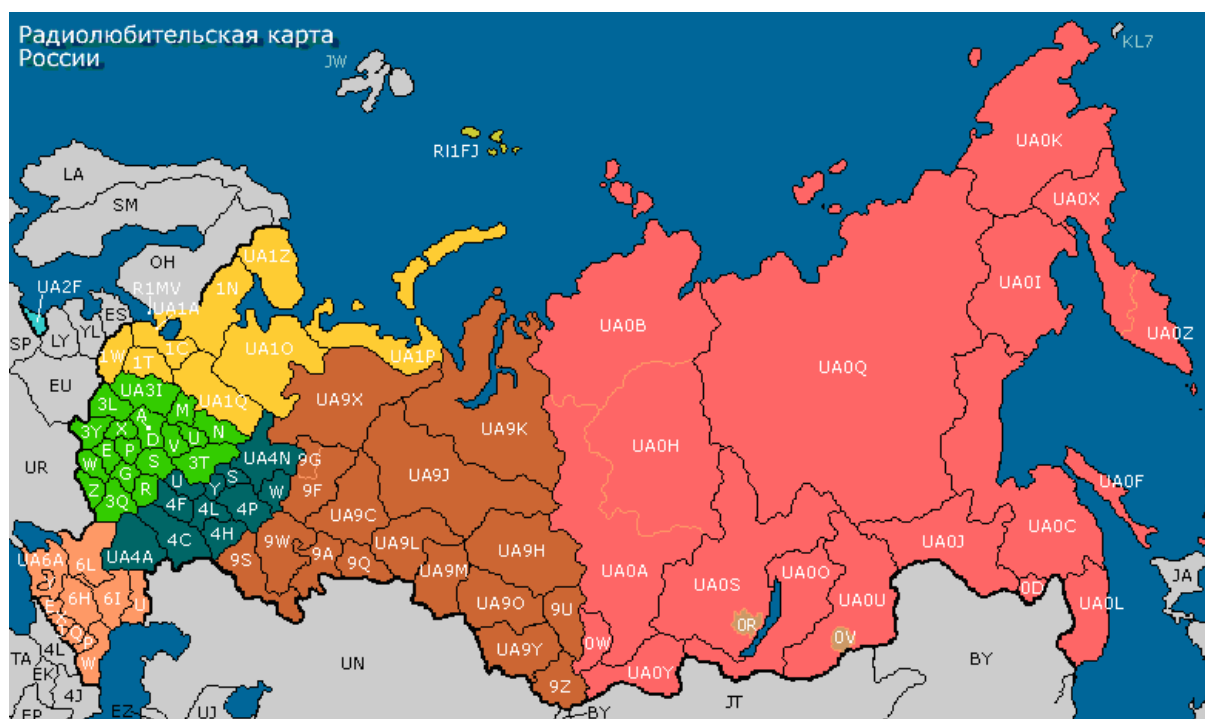 Радиолюбительская карта
России
JW
KL7
RI1FJ
UA0K
LA
UA0X
SM
OH
UA1Z
UA2F
R1MV
1N
UA0I
UA1A
ES
UA0B
UA0Z
SP
LY
YL
1W
1T
1C
UA1O
UA1P
UA0Q
EU
UA3I
3L
A
M
UA1Q
UA9X
UA9K
3Y
X
D
V
U
N
UA0H
W
E
P
S
3T
UA4N
9G
UR
G
UA9J
Z
3Q
R
U
Y
S
W
9F
UA0F
4F
4L
4P
UA9C
UA0C
UA6A
6L
UA4A
4C
4H
9S
9W
9A
9Q
UA9L
UA9H
UA0J
JA
UA9M
UA0A
UA0S
UA0O
UA0U
0D
UA0L
Y
6H
6I
U
E
X
Q
P
UA9O
9U
0R
0V
TA
4L
W
UN
UA9Y
0W
UA0Y
BY
EK
4J
9Z
JT
EP
EZ
UJ
BY